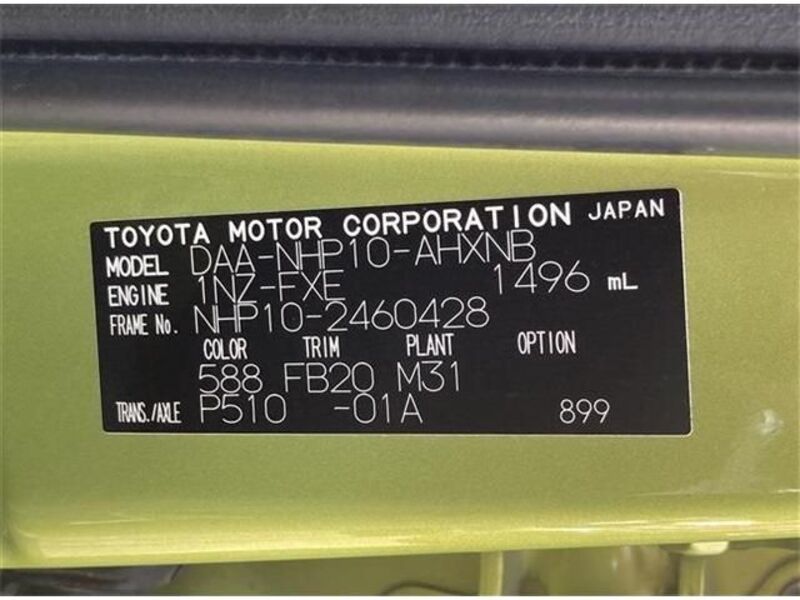 TOYOTA MOTOR CORPORATION JAPAN
MODEL DAA-NHP10-AHXNB
ENGINE 1NZ-FXE 1496 mL
FRAME No. NHP10-2460428
COLOR TRIM PLANT OPTION
588 FB20 M31
TRANS./AXLE P510 -01A 899